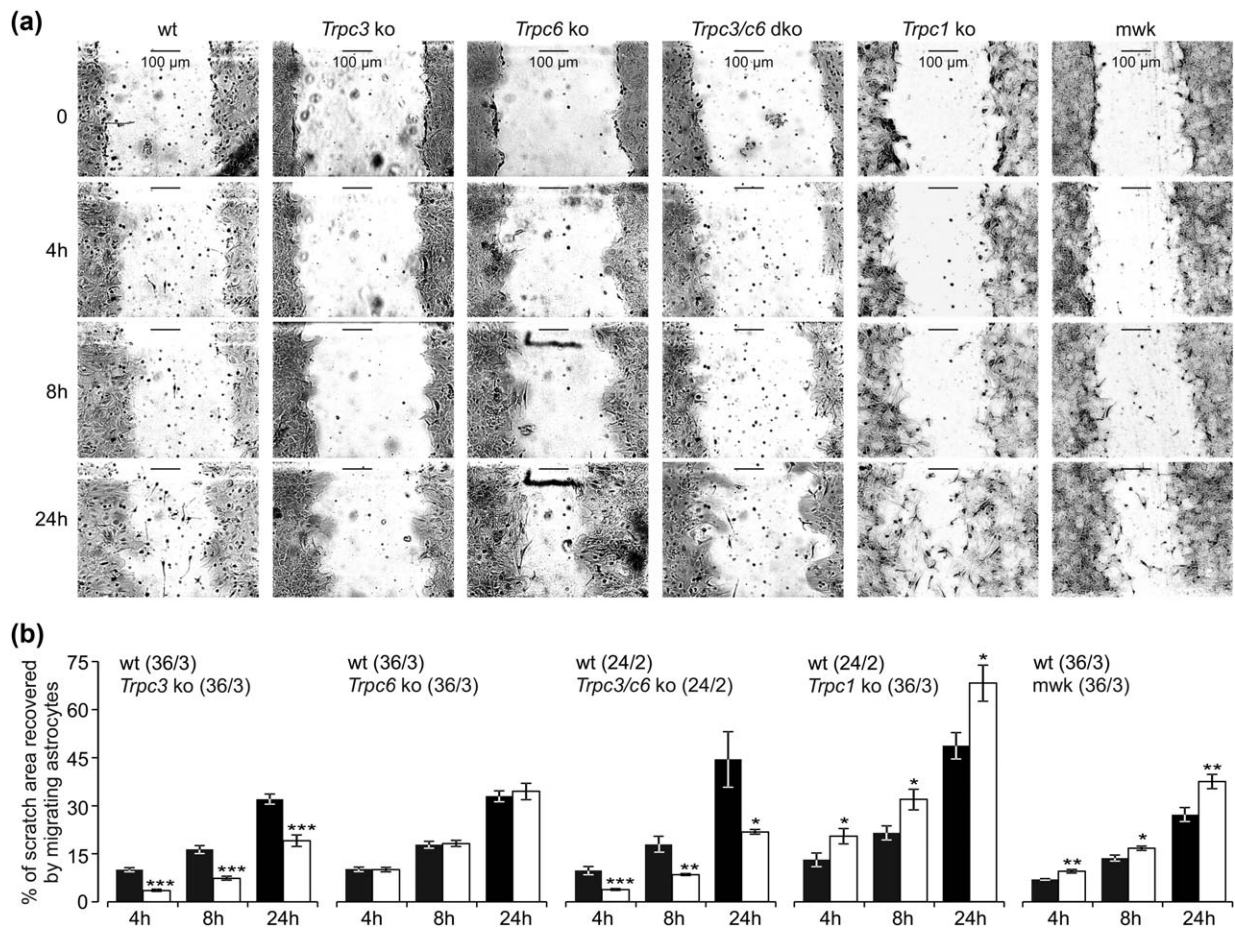 (a)
wt Trpc3 ko Trpc6 ko Trpc3/c6 dko Trpc1 ko mwk
100 µm 100 µm 100 µm 100 µm 100 µm 100 µm
0
4h
8h
24h
(b)
% of scratch area recovered
by migrating astrocytes
75
60
45
30
15
0
wt (36/3)
Trpc3 ko (36/3)
*** *** ***
4h 8h 24h
wt (36/3)
Trpc6 ko (36/3)
4h 8h 24h
wt (24/2)
Trpc3/c6 ko (24/2)
*** ** *
4h 8h 24h
wt (24/2)
Trpc1 ko (36/3)
* * *
4h 8h 24h
wt (36/3)
mwk (36/3)
** * **
4h 8h 24h